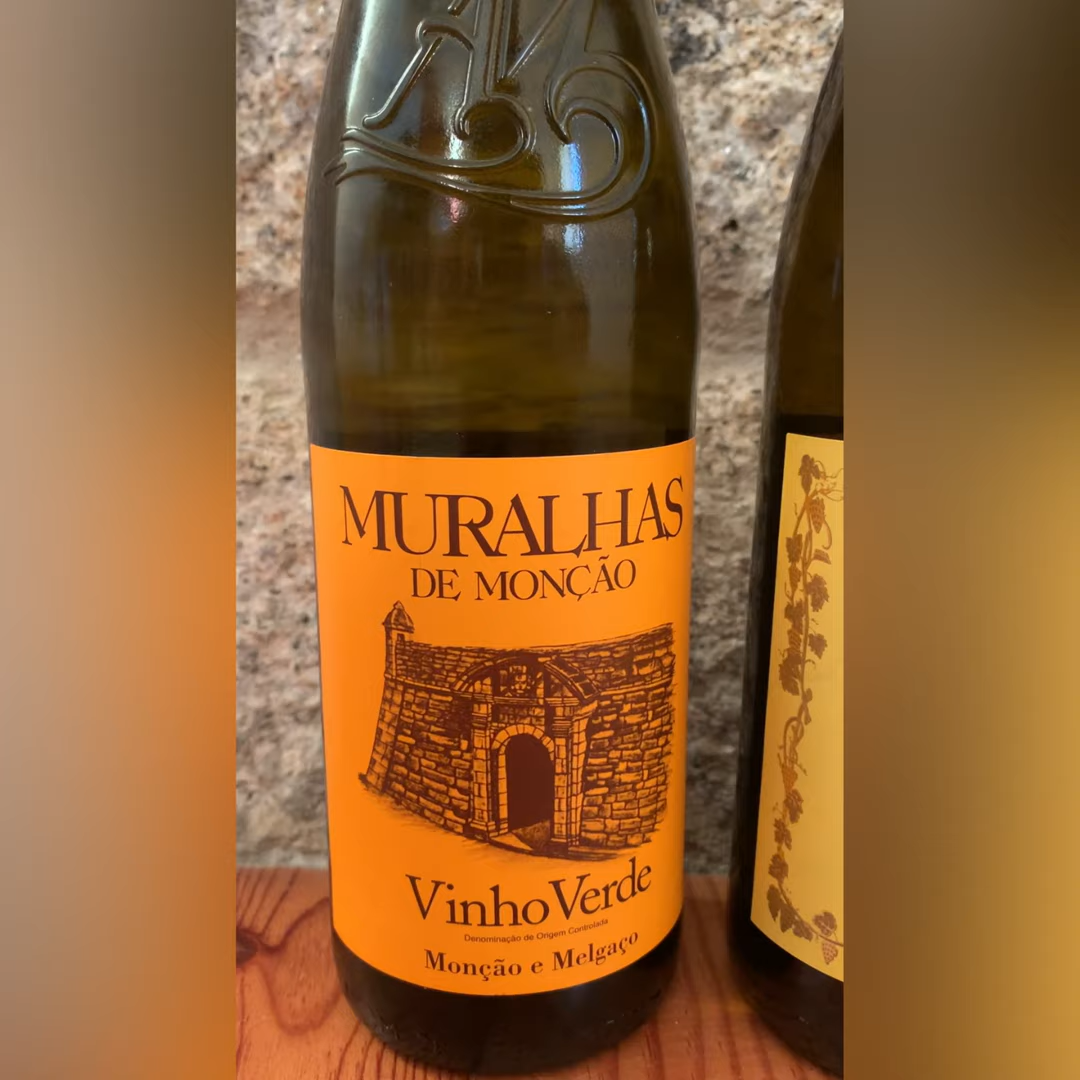 MURALHAS
DE MONÇÃO
Vinho Verde
Denominação de Origem Controlada
Monção e Melgaço